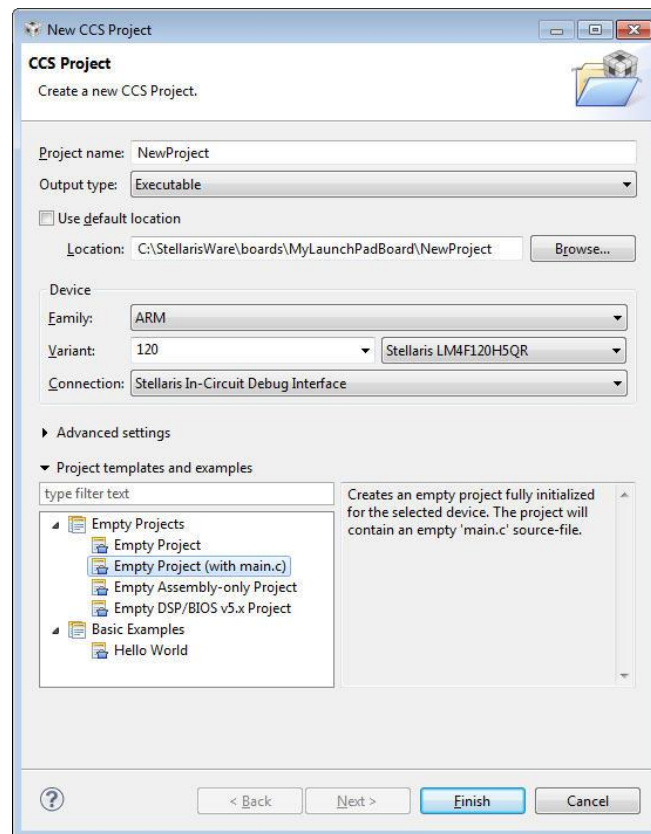 New CCS Project
CCS Project
Create a new CCS Project.
Project name: NewProject
Output type: Executable
Use default location
Location: C:\StellarisWare\boards\MyLaunchPadBoard\NewProject Browse...
Device
Family: ARM
Variant: 120 Stellaris LM4F120H5QR
Connection: Stellaris In-Circuit Debug Interface
Advanced settings
Project templates and examples
type filter text
Empty Projects
Empty Project
Empty Project (with main.c)
Empty Assembly-only Project
Empty DSP/BIOS v5.x Project
Basic Examples
Hello World
Creates an empty project fully initialized
for the selected device. The project will
contain an empty 'main.c' source-file.
? < Back Next > Finish Cancel